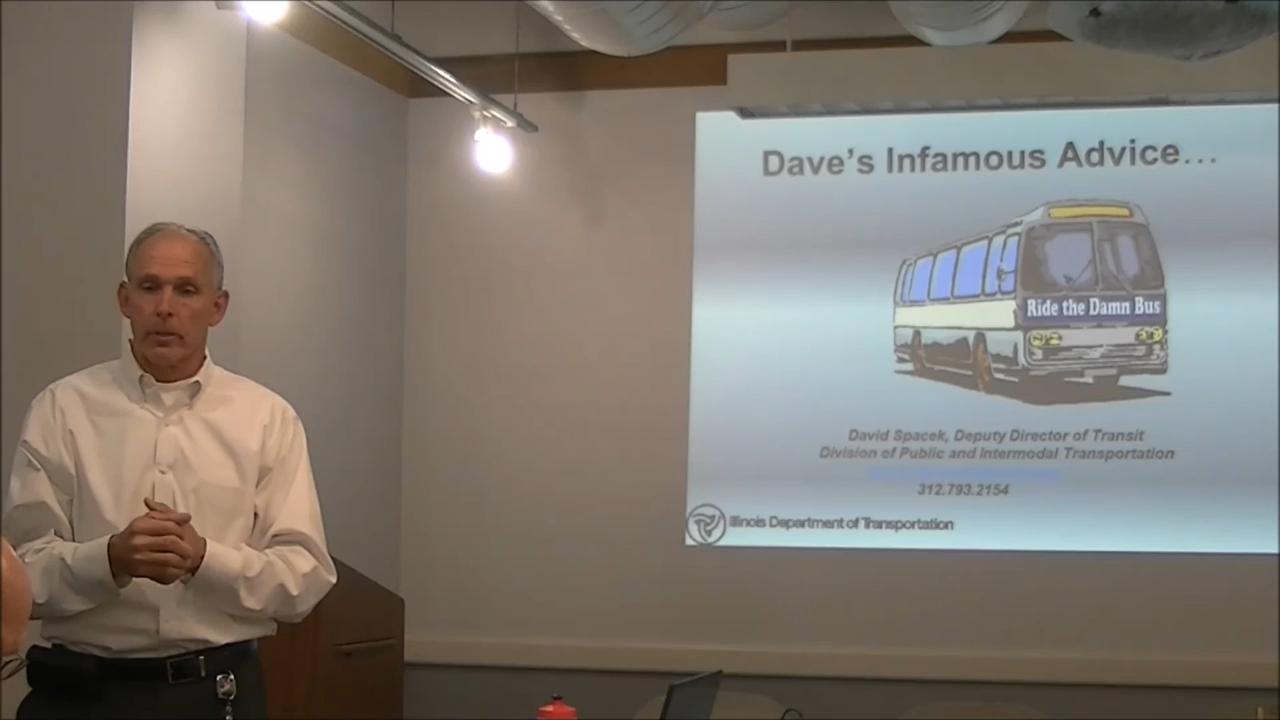 Dave's Infamous Advice...
Ride the Damn Bus
David Spacek, Deputy Director of Transit
Division of Public and Intermodal Transportation
312.793.2154
Illinois Department of Transportation